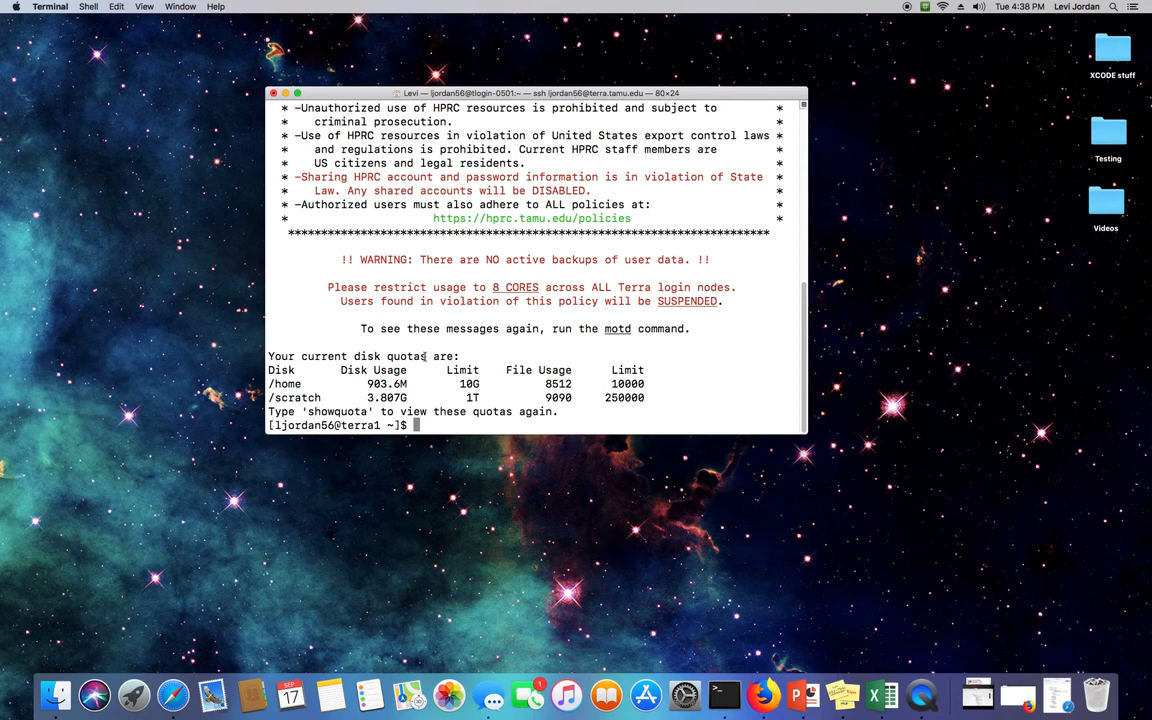 Terminal Shell Edit View Window Help Tue 4:38 PM Levi Jordan
XCODE stuff
Testing
Videos
Levi — ljordan56@tlogin-0501:~ — ssh ljordan56@terra.tamu.edu — 80×24
* -Unauthorized use of HPRC resources is prohibited and subject to *
* criminal prosecution. *
* -Use of HPRC resources in violation of United States export control laws *
* and regulations is prohibited. Current HPRC staff members are *
* US citizens and legal residents. *
* -Sharing HPRC account and password information is in violation of State *
* Law. Any shared accounts will be DISABLED. *
* -Authorized users must also adhere to ALL policies at: *
* https://hprc.tamu.edu/policies *
*************************************************************************
!! WARNING: There are NO active backups of user data. !!
Please restrict usage to 8 CORES across ALL Terra login nodes.
Users found in violation of this policy will be SUSPENDED.
To see these messages again, run the motd command.
Your current disk quotas are:
Disk Disk Usage Limit File Usage Limit
/home 903.6M 10G 8512 10000
/scratch 3.807G 1T 9090 250000
Type 'showquota' to view these quotas again.
[ljordan56@terra1 ~]$
SEP
17
1